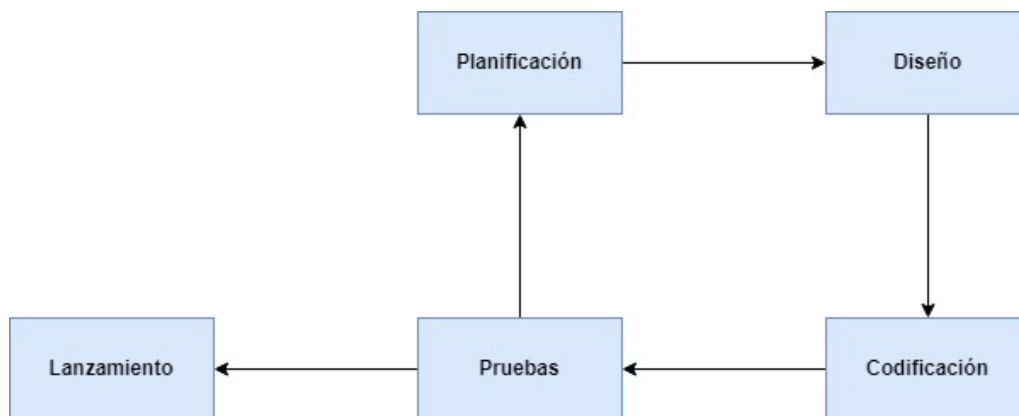 Planificación
Diseño
Lanzamiento
Pruebas
Codificación